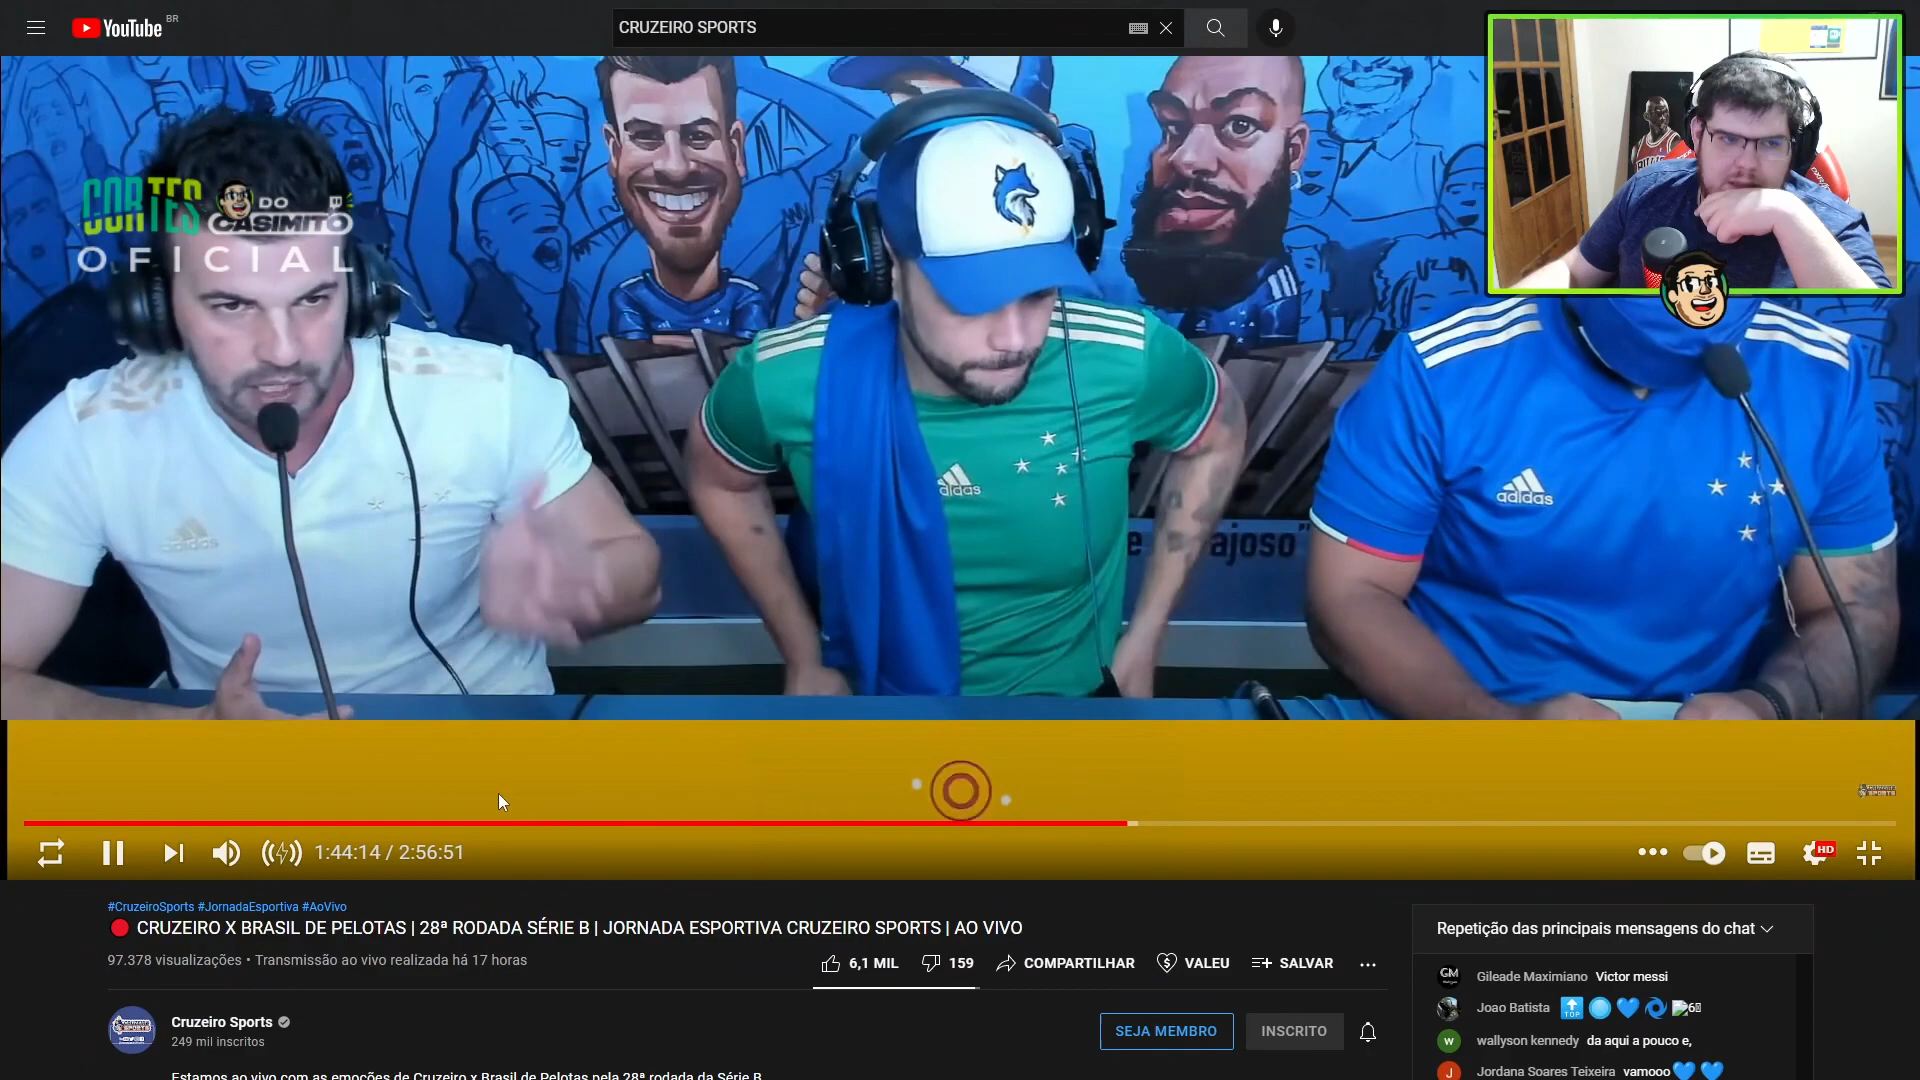 YouTube BR
CRUZEIRO SPORTS
CORTES DO CASIMITO
OFICIAL
adidas
adidas
adidas
ajoso"
1:44:14 / 2:56:51
HD
#CruzeiroSports #JornadaEsportiva #AoVivo
CRUZEIRO X BRASIL DE PELOTAS | 28ª RODADA SÉRIE B | JORNADA ESPORTIVA CRUZEIRO SPORTS | AO VIVO
97.378 visualizações • Transmissão ao vivo realizada há 17 horas
6,1 MIL
159
COMPARTILHAR
VALEU
SALVAR
Cruzeiro Sports
249 mil inscritos
SEJA MEMBRO
INSCRITO
Estamos ao vivo com as emoções de Cruzeiro x Brasil de Pelotas pela 28ª rodada da Série B
Repetição das principais mensagens do chat
GM Gileade Maximiano Victor messi
Joao Batista TOP
W wallyson kennedy da aqui a pouco e,
J Jordana Soares Teixeira vamooo